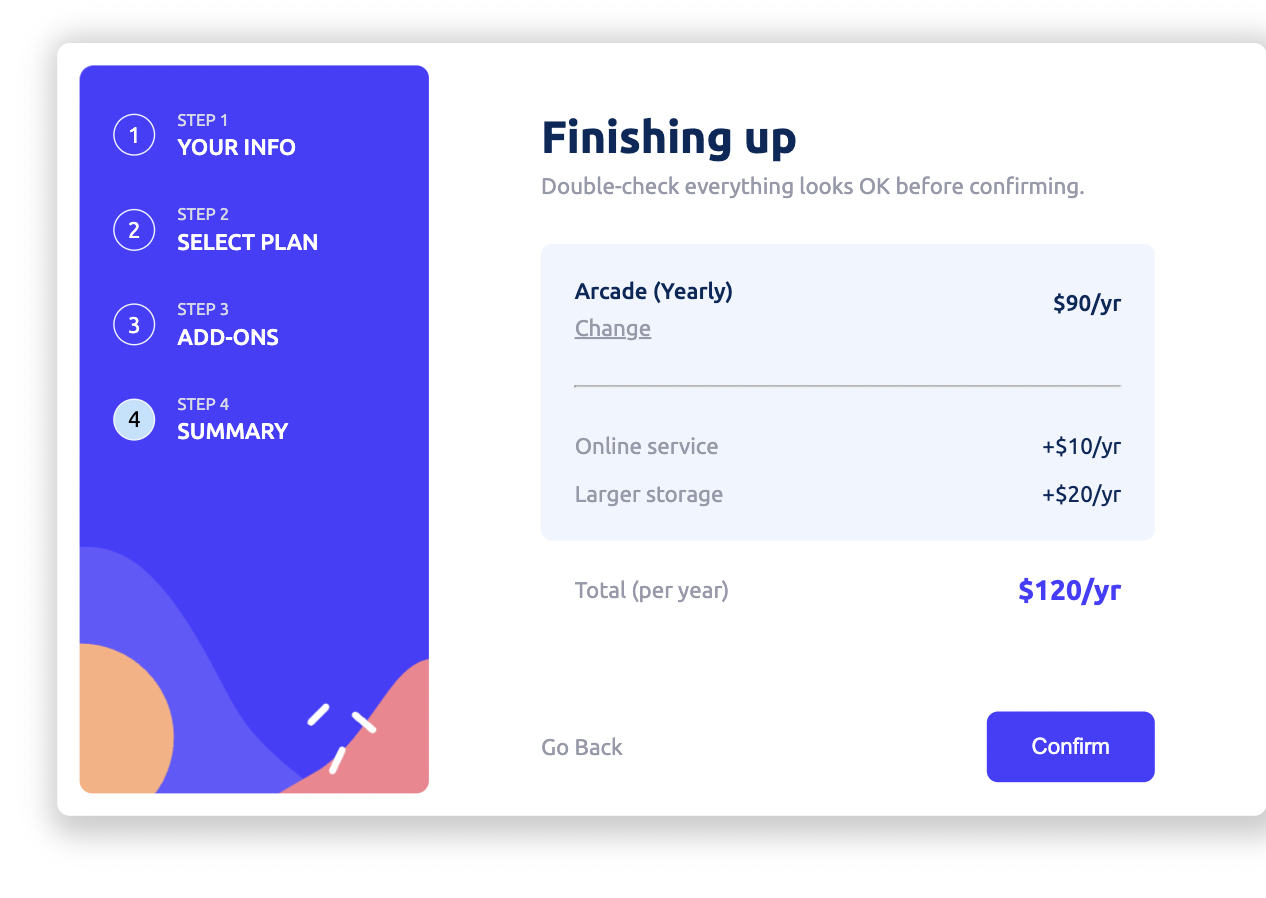 1
STEP 1
YOUR INFO
2
STEP 2
SELECT PLAN
3
STEP 3
ADD-ONS
4
STEP 4
SUMMARY
Finishing up
Double-check everything looks OK before confirming.
Arcade (Yearly)
$90/yr
Change
Online service +$10/yr
Larger storage +$20/yr
Total (per year) $120/yr
Go Back Confirm